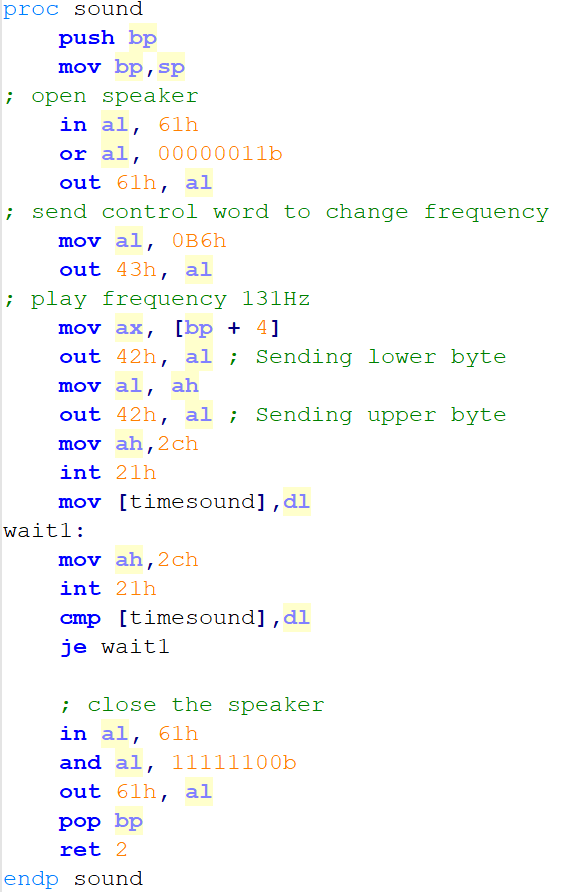 proc sound
push bp
mov bp,sp
; open speaker
in al, 61h
or al, 00000011b
out 61h, al
; send control word to change frequency
mov al, 0B6h
out 43h, al
; play frequency 131Hz
mov ax, [bp + 4]
out 42h, al ; Sending lower byte
mov al, ah
out 42h, al ; Sending upper byte
mov ah,2ch
int 21h
mov [timesound],dl
wait1:
mov ah,2ch
int 21h
cmp [timesound],dl
je wait1
; close the speaker
in al, 61h
and al, 11111100b
out 61h, al
pop bp
ret 2
endp sound